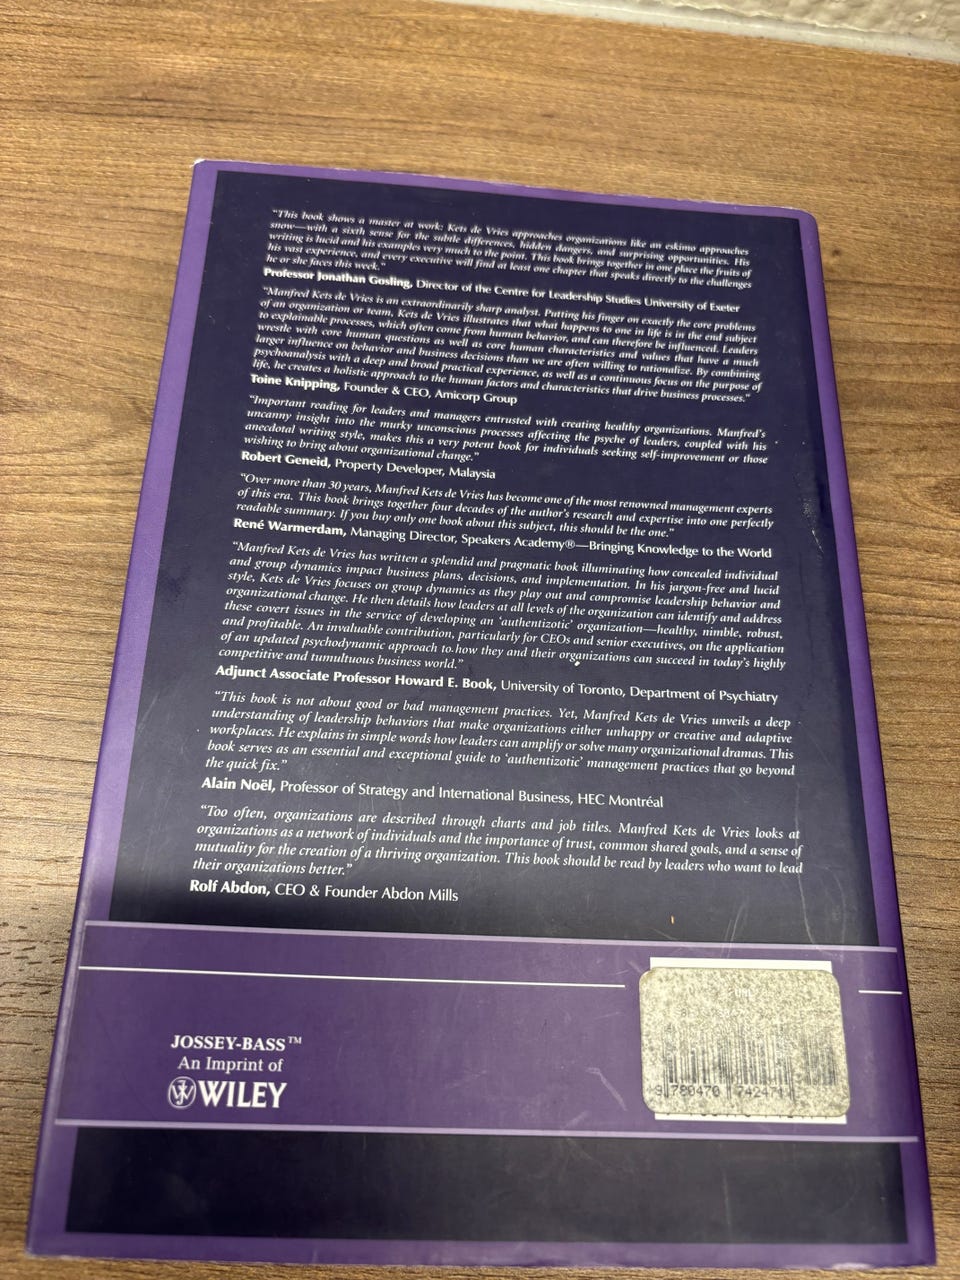 "This book shows a master at work: Kets de Vries approaches organizations like an eskimo approaches
snow—with a sixth sense for the subtle differences, hidden dangers, and surprising opportunities. His
writing is lucid and his examples very much to the point. This book brings together in one place the fruits of
his vast experience, and every executive will find at least one chapter that speaks directly to the challenges
he or she faces this week."
Professor Jonathan Gosling, Director of the Centre for Leadership Studies University of Exeter
"Manfred Kets de Vries is an extraordinarily sharp analyst. Putting his finger on exactly the core problems
of an organization or team, Kets de Vries illustrates that what happens to one in life is in the end subject
to explainable processes, which often come from human behavior, and can therefore be influenced. Leaders
wrestle with core human questions as well as core human characteristics and values that have a much
larger influence on behavior and business decisions than we are often willing to rationalize. By combining
psychoanalysis with a deep and broad practical experience, as well as a continuous focus on the purpose of
life, he creates a holistic approach to the human factors and characteristics that drive business processes."
Toine Knipping, Founder & CEO, Amicorp Group
"Important reading for leaders and managers entrusted with creating healthy organizations. Manfred's
uncanny insight into the murky unconscious processes affecting the psyche of leaders, coupled with his
anecdotal writing style, makes this a very potent book for individuals seeking self-improvement or those
wishing to bring about organizational change."
Robert Geneid, Property Developer, Malaysia
"Over more than 30 years, Manfred Kets de Vries has become one of the most renowned management experts
of this era. This book brings together four decades of the author's research and expertise into one perfectly
readable summary. If you buy only one book about this subject, this should be the one."
René Warmerdam, Managing Director, Speakers Academy®—Bringing Knowledge to the World
"Manfred Kets de Vries has written a splendid and pragmatic book illuminating how concealed individual
and group dynamics impact business plans, decisions, and implementation. In his jargon-free and lucid
style, Kets de Vries focuses on group dynamics as they play out and compromise leadership behavior and
organizational change. He then details how leaders at all levels of the organization can identify and address
these covert issues in the service of developing an 'authentizotic' organization—healthy, nimble, robust,
and profitable. An invaluable contribution, particularly for CEOs and senior executives, on the application
of an updated psychodynamic approach to how they and their organizations can succeed in today's highly
competitive and tumultuous business world."
Adjunct Associate Professor Howard E. Book, University of Toronto, Department of Psychiatry
"This book is not about good or bad management practices. Yet, Manfred Kets de Vries unveils a deep
understanding of leadership behaviors that make organizations either unhappy or creative and adaptive
workplaces. He explains in simple words how leaders can amplify or solve many organizational dramas. This
book serves as an essential and exceptional guide to 'authentizotic' management practices that go beyond
the quick fix."
Alain Noël, Professor of Strategy and International Business, HEC Montréal
"Too often, organizations are described through charts and job titles. Manfred Kets de Vries looks at
organizations as a network of individuals and the importance of trust, common shared goals, and a sense of
mutuality for the creation of a thriving organization. This book should be read by leaders who want to lead
their organizations better."
Rolf Abdon, CEO & Founder Abdon Mills
JOSSEY-BASS™
An Imprint of
WILEY
9 780470 742471